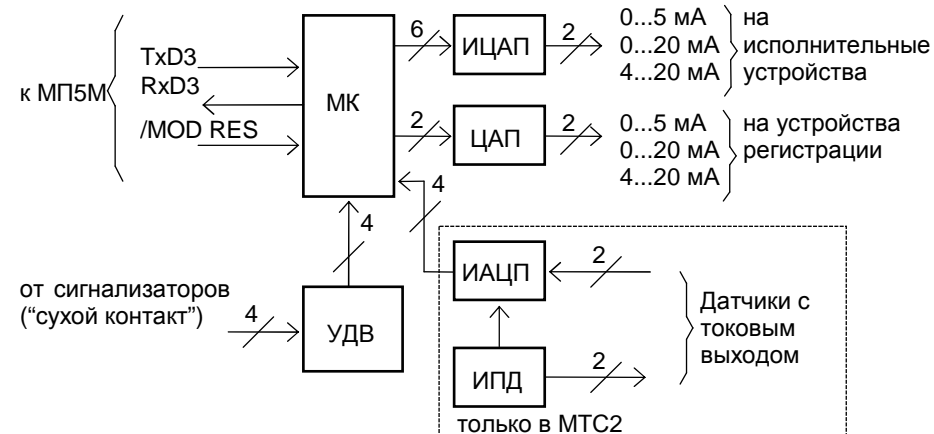 к МП5М
TxD3
RxD3
/MOD RES
МК
6
ИЦАП
2
0...5 мА
0...20 мА
4...20 мА
на
исполнительные
устройства
2
ЦАП
2
0...5 мА
0...20 мА
4...20 мА
на устройства
регистрации
4
4
от сигнализаторов
(“сухой контакт”)
4
УДВ
ИАЦП
2
ИПД
2
Датчики с
токовым
выходом
только в МТС2